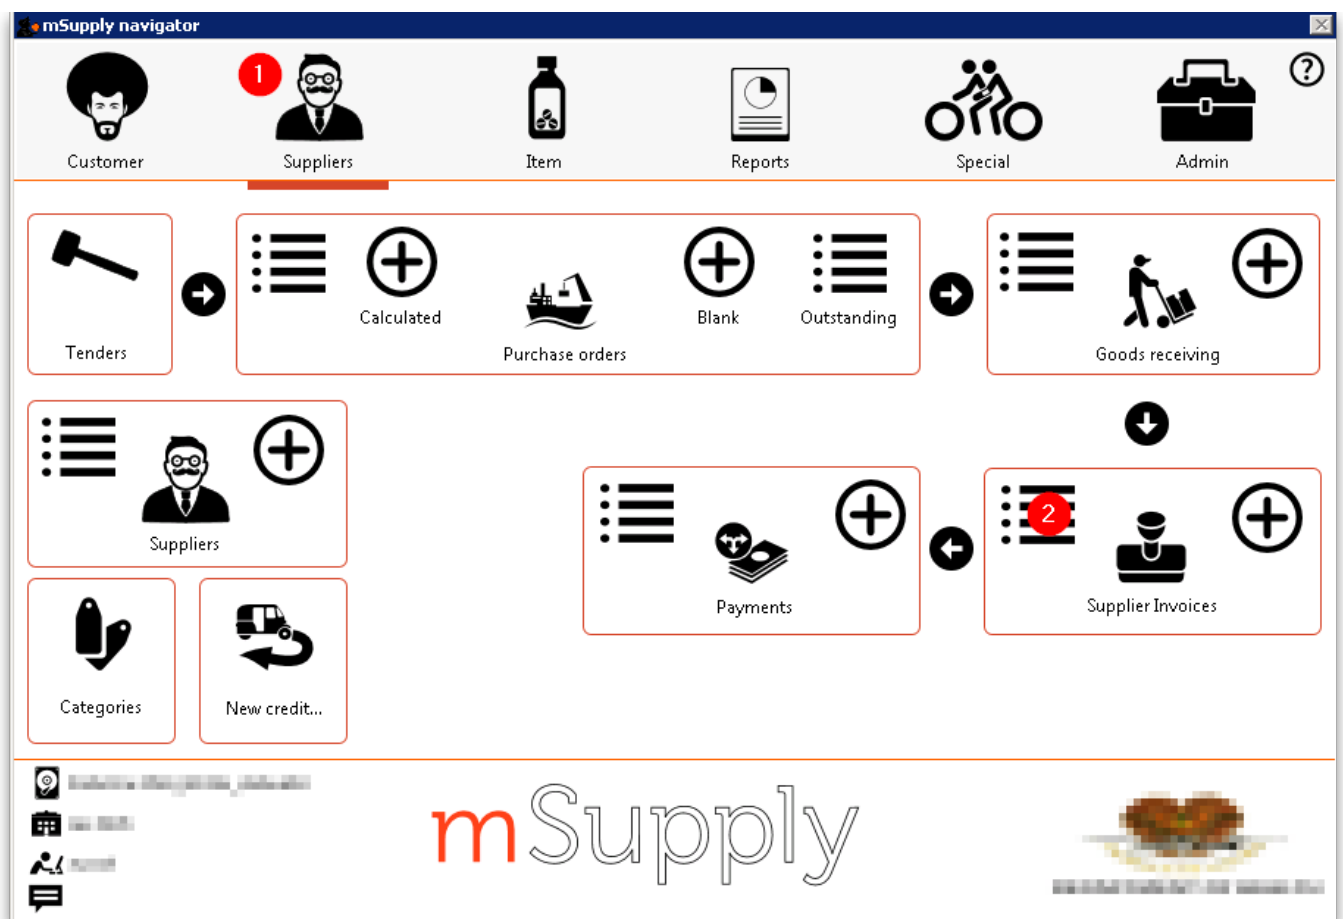 mSupply navigator
1
Customer
Suppliers
Item
Reports
Special
Admin
?
Tenders
Calculated
Blank
Outstanding
Purchase orders
Goods receiving
Suppliers
2
Payments
Supplier Invoices
Categories
New credit...
mSupply